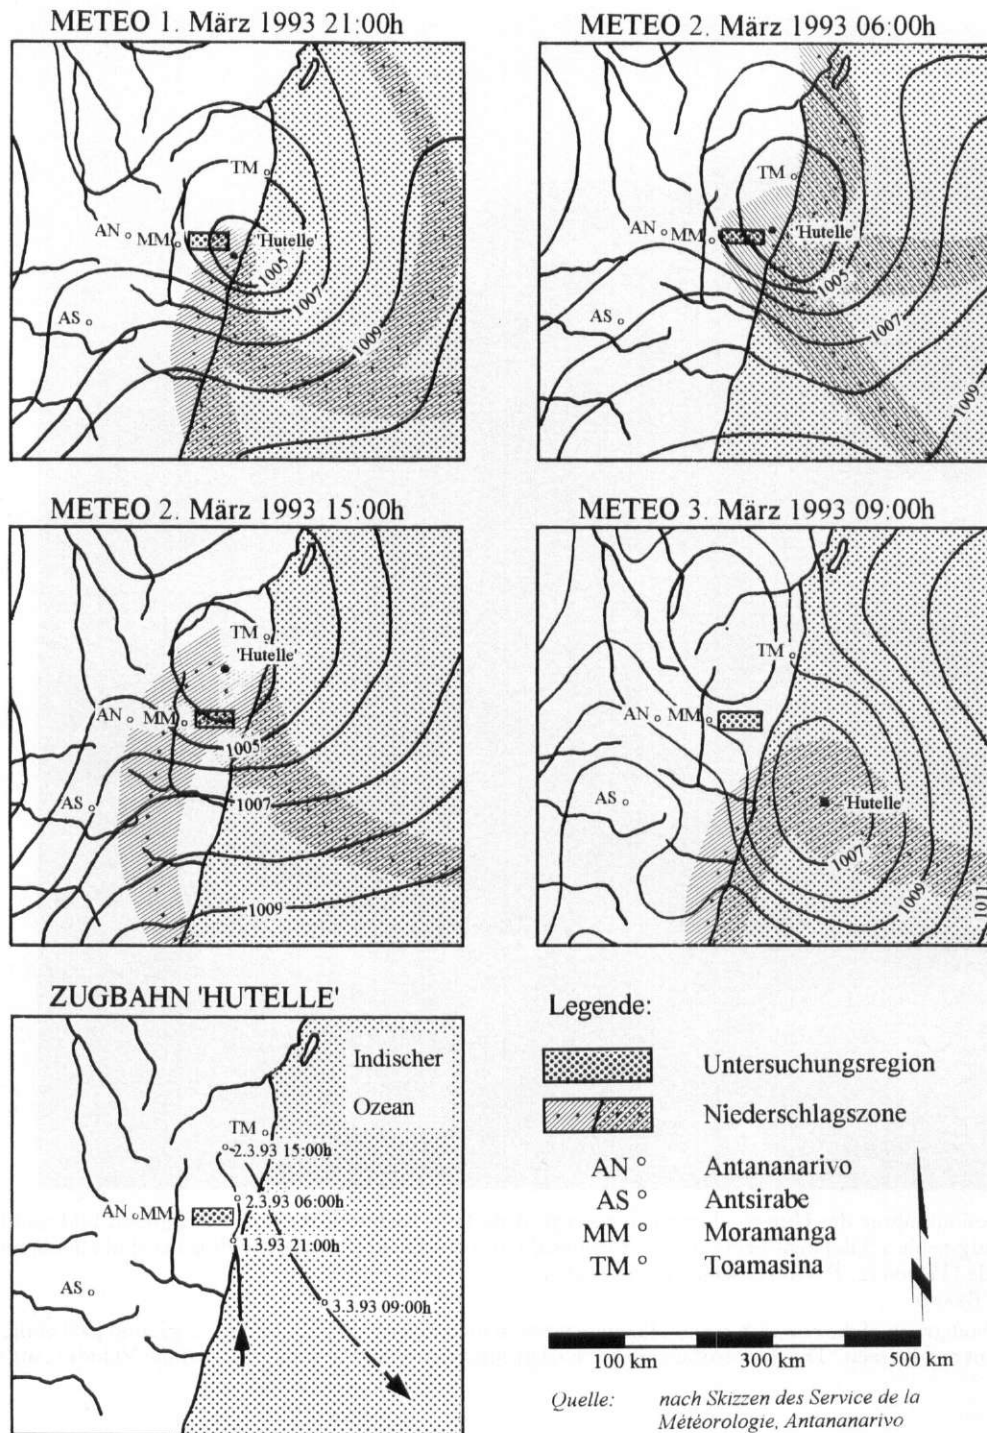 METEO 1. März 1993 21:00h
TM
AN
MM
'Hutelle'
1005
1007
AS
1009
METEO 2. März 1993 06:00h
TM
AN
MM
'Hutelle'
1005
AS
1007
1009
METEO 2. März 1993 15:00h
TM
'Hutelle'
AN
MM
1005
AS
1007
1009
METEO 3. März 1993 09:00h
TM
AN
MM
AS
'Hutelle'
1007
1009
1011
ZUGBAHN 'HUTELLE'
Indischer
Ozean
TM
2.3.93 15:00h
2.3.93 06:00h
AN
MM
1.3.93 21:00h
AS
3.3.93 09:00h
Legende:
Untersuchungsregion
Niederschlagszone
AN ° Antananarivo
AS ° Antsirabe
MM ° Moramanga
TM ° Toamasina
100 km 300 km 500 km
Quelle: nach Skizzen des Service de la
Météorologie, Antananarivo